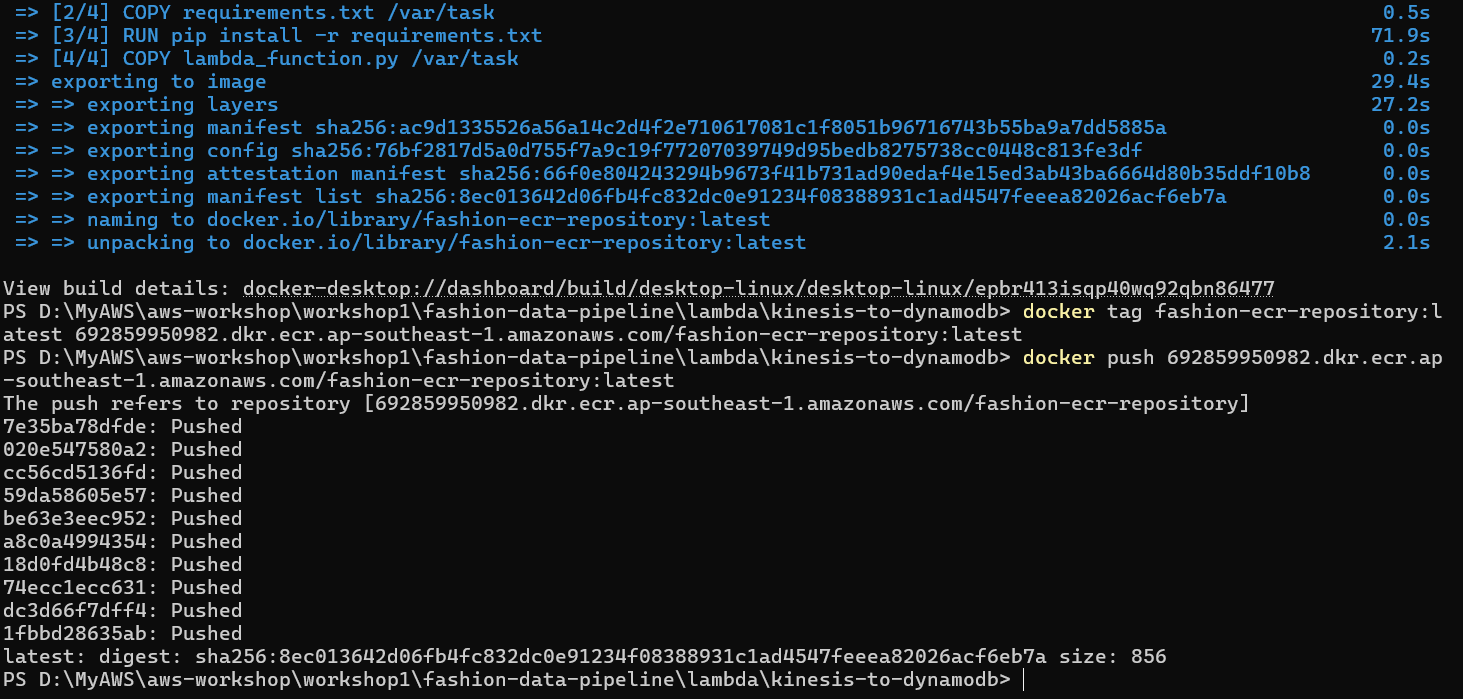 => [2/4] COPY requirements.txt /var/task 0.5s
=> [3/4] RUN pip install -r requirements.txt 71.9s
=> [4/4] COPY lambda_function.py /var/task 0.2s
=> exporting to image 29.4s
=> => exporting layers 27.2s
=> => exporting manifest sha256:ac9d1335526a56a14c2d4f2e710617081c1f8051b96716743b55ba9a7dd5885a 0.0s
=> => exporting config sha256:76bf2817d5a0d755f7a9c19f77207039749d95bedb8275738cc0448c813fe3df 0.0s
=> => exporting attestation manifest sha256:66f0e804243294b9673f41b731ad90edaf4e15ed3ab43ba6664d80b35ddf10b8 0.0s
=> => exporting manifest list sha256:8ec013642d06fb4fc832dc0e91234f08388931c1ad4547feeea82026acf6eb7a 0.0s
=> => naming to docker.io/library/fashion-ecr-repository:latest 0.0s
=> => unpacking to docker.io/library/fashion-ecr-repository:latest 2.1s
View build details: docker-desktop://dashboard/build/desktop-linux/desktop-linux/epbr413isqp40wq92qbn86477
PS D:\MyAWS\aws-workshop\workshop1\fashion-data-pipeline\lambda\kinesis-to-dynamodb> docker tag fashion-ecr-repository:l
atest 692859950982.dkr.ecr.ap-southeast-1.amazonaws.com/fashion-ecr-repository:latest
PS D:\MyAWS\aws-workshop\workshop1\fashion-data-pipeline\lambda\kinesis-to-dynamodb> docker push 692859950982.dkr.ecr.ap
-southeast-1.amazonaws.com/fashion-ecr-repository:latest
The push refers to repository [692859950982.dkr.ecr.ap-southeast-1.amazonaws.com/fashion-ecr-repository]
7e35ba78dfde: Pushed
020e547580a2: Pushed
cc56cd5136fd: Pushed
59da58605e57: Pushed
be63e3eec952: Pushed
a8c0a4994354: Pushed
18d0fd4b48c8: Pushed
74ecc1ecc631: Pushed
dc3d66f7dff4: Pushed
1fbbd28635ab: Pushed
latest: digest: sha256:8ec013642d06fb4fc832dc0e91234f08388931c1ad4547feeea82026acf6eb7a size: 856
PS D:\MyAWS\aws-workshop\workshop1\fashion-data-pipeline\lambda\kinesis-to-dynamodb>